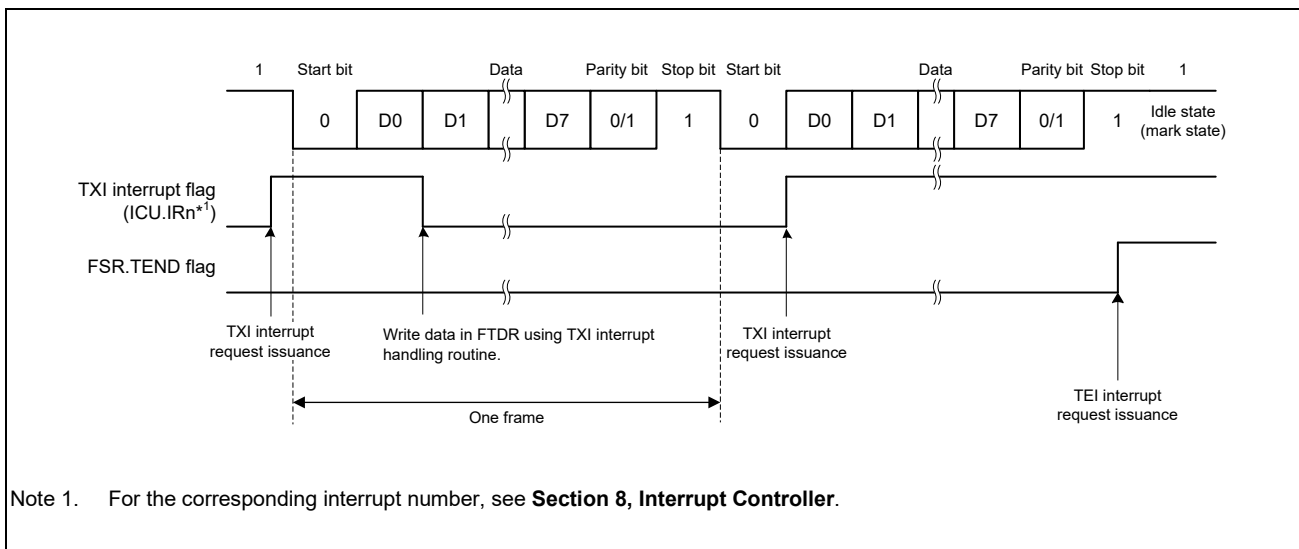 1 Start bit Data Parity bit Stop bit Start bit Data Parity bit Stop bit 1
0 D0 D1 D7 0/1 1 0 D0 D1 D7 0/1 1 Idle state
(mark state)
TXI interrupt flag
(ICU.IRn*1)
FSR.TEND flag
TXI interrupt
request issuance
Write data in FTDR using TXI interrupt
handling routine.
TXI interrupt
request issuance
TEI interrupt
request issuance
One frame
Note 1. For the corresponding interrupt number, see Section 8, Interrupt Controller.